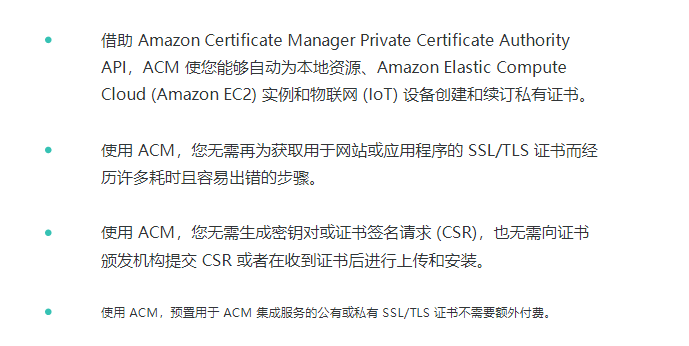 借助 Amazon Certificate Manager Private Certificate Authority
API，ACM 使您能够自动为本地资源、Amazon Elastic Compute
Cloud (Amazon EC2) 实例和物联网 (IoT) 设备创建和续订私有证书。
使用 ACM，您无需再为获取用于网站或应用程序的 SSL/TLS 证书而经
历许多耗时且容易出错的步骤。
使用 ACM，您无需生成密钥对或证书签名请求 (CSR)，也无需向证书
颁发机构提交 CSR 或者在收到证书后进行上传和安装。
使用 ACM，预置用于 ACM 集成服务的公有或私有 SSL/TLS 证书不需要额外付费。